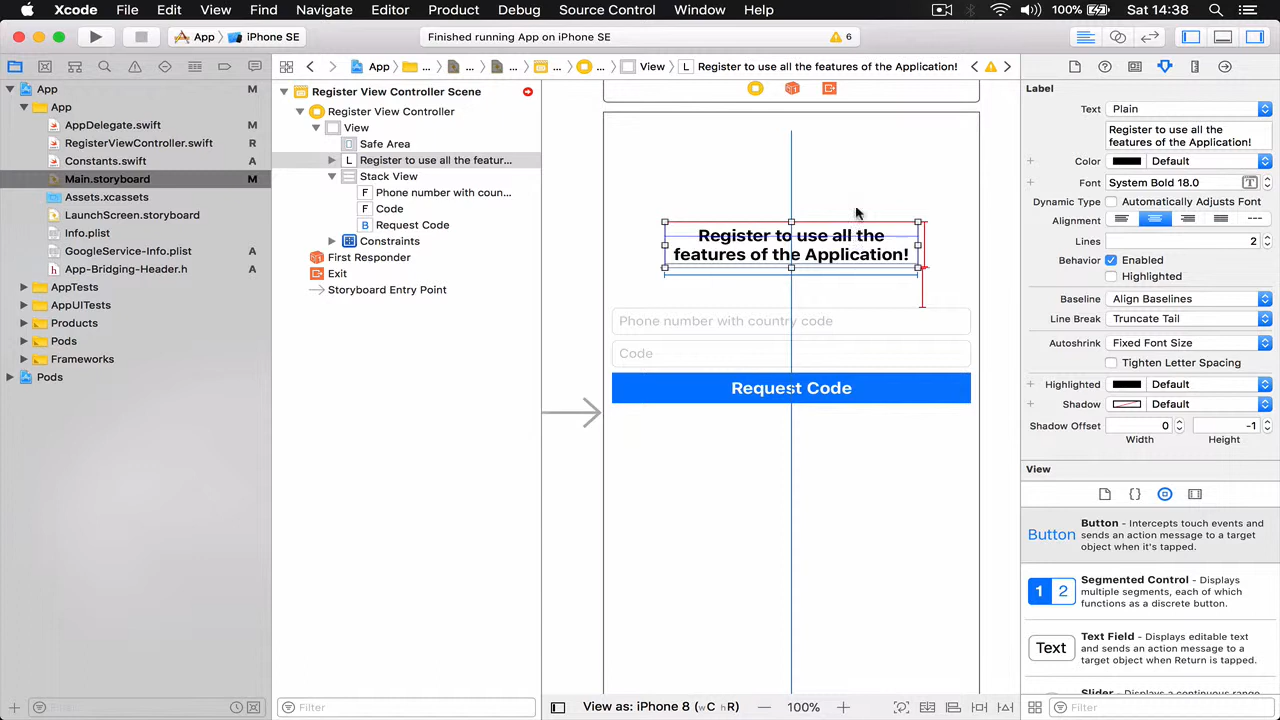 Xcode File Edit View Find Navigate Editor Product Debug Source Control Window Help 100% Sat 14:38
App iPhone SE Finished running App on iPhone SE 6
App ... ... ... ... ... View L Register to use all the features of the Application!
App
App
AppDelegate.swift M
RegisterViewController.swift R
Constants.swift A
Main.storyboard M
Assets.xcassets
LaunchScreen.storyboard
Info.plist
GoogleService-Info.plist A
App-Bridging-Header.h A
AppTests
AppUITests
Products
Pods
Frameworks
Pods
Register View Controller Scene
Register View Controller
View
Safe Area
L Register to use all the featur...
Stack View
F Phone number with coun...
F Code
B Request Code
Constraints
First Responder
Exit
Storyboard Entry Point
Filter
Register to use all the
features of the Application!
Phone number with country code
Code
Request Code
View as: iPhone 8 (wC hR) 100%
Label
Text Plain
Register to use all the
features of the Application!
Color Default
Font System Bold 18.0
Dynamic Type Automatically Adjusts Font
Alignment
Lines 2
Behavior Enabled
Highlighted
Baseline Align Baselines
Line Break Truncate Tail
Autoshrink Fixed Font Size
Tighten Letter Spacing
Highlighted Default
Shadow Default
Shadow Offset 0 -1
Width Height
View
Button Button - Intercepts touch events and
sends an action message to a target
object when it's tapped.
1 2 Segmented Control - Displays
multiple segments, each of which
functions as a discrete button.
Text Text Field - Displays editable text
and sends an action message to a
target object when Return is tapped.
Slider - Displays a continuous range
Filter